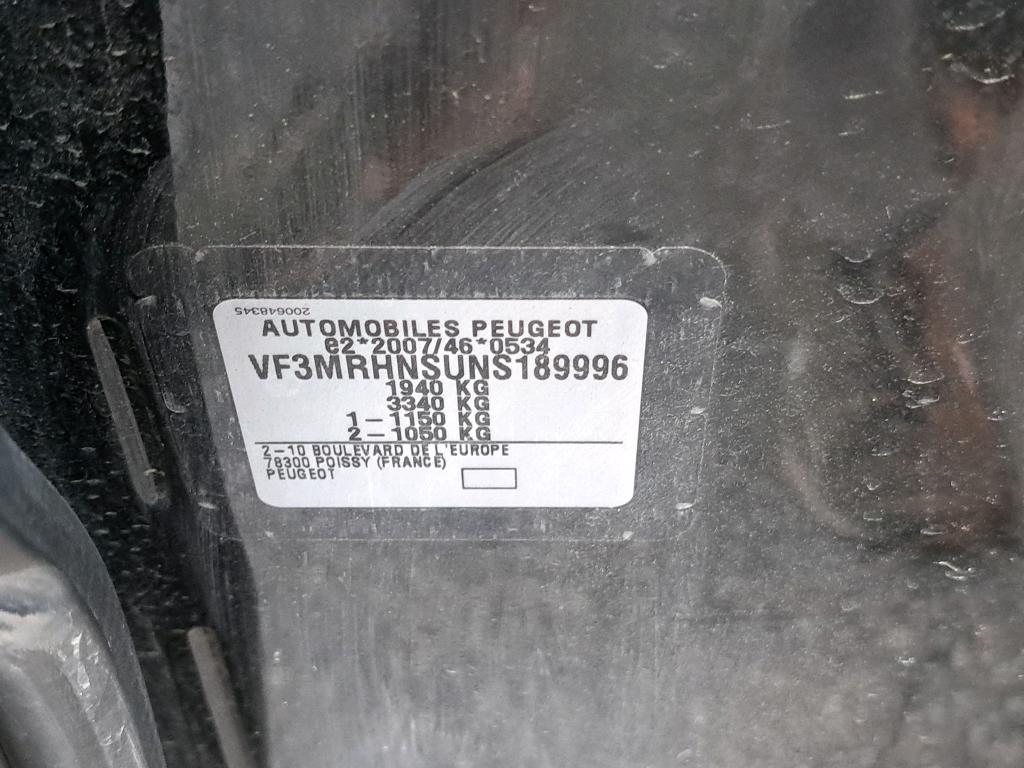 200648345
AUTOMOBILES PEUGEOT
e2*2007/46*0534
VF3MRHNSUNS189996
1940 KG
3340 KG
1-1150 KG
2-1050 KG
2-10 BOULEVARD DE L'EUROPE
78300 POISSY (FRANCE)
PEUGEOT